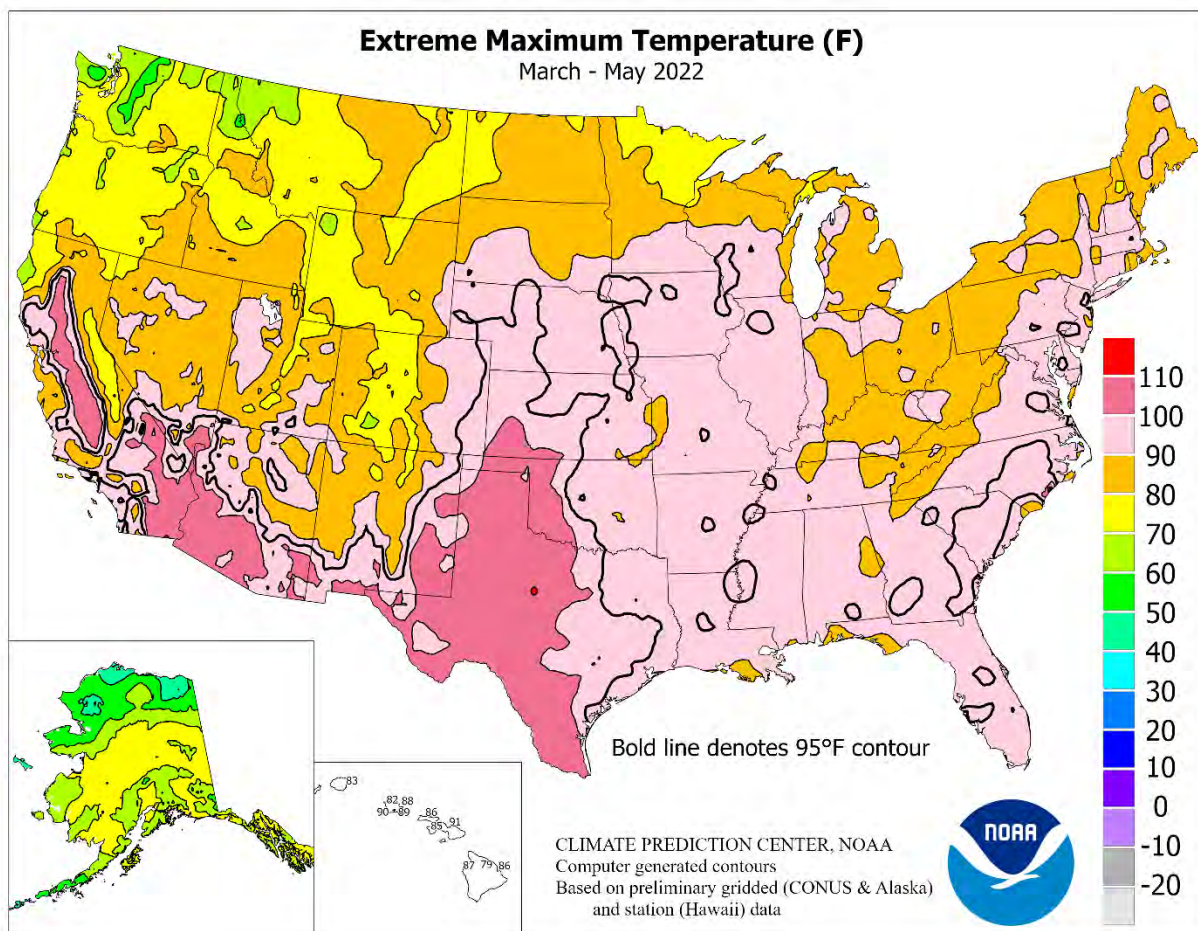 Extreme Maximum Temperature (F)
March - May 2022
110
100
90
80
70
60
50
40
30
20
10
0
-10
-20
Bold line denotes 95°F contour
83
82 88
90 89
86
85
91
87 79 86
CLIMATE PREDICTION CENTER, NOAA
Computer generated contours
Based on preliminary gridded (CONUS & Alaska)
and station (Hawaii) data
NOAA